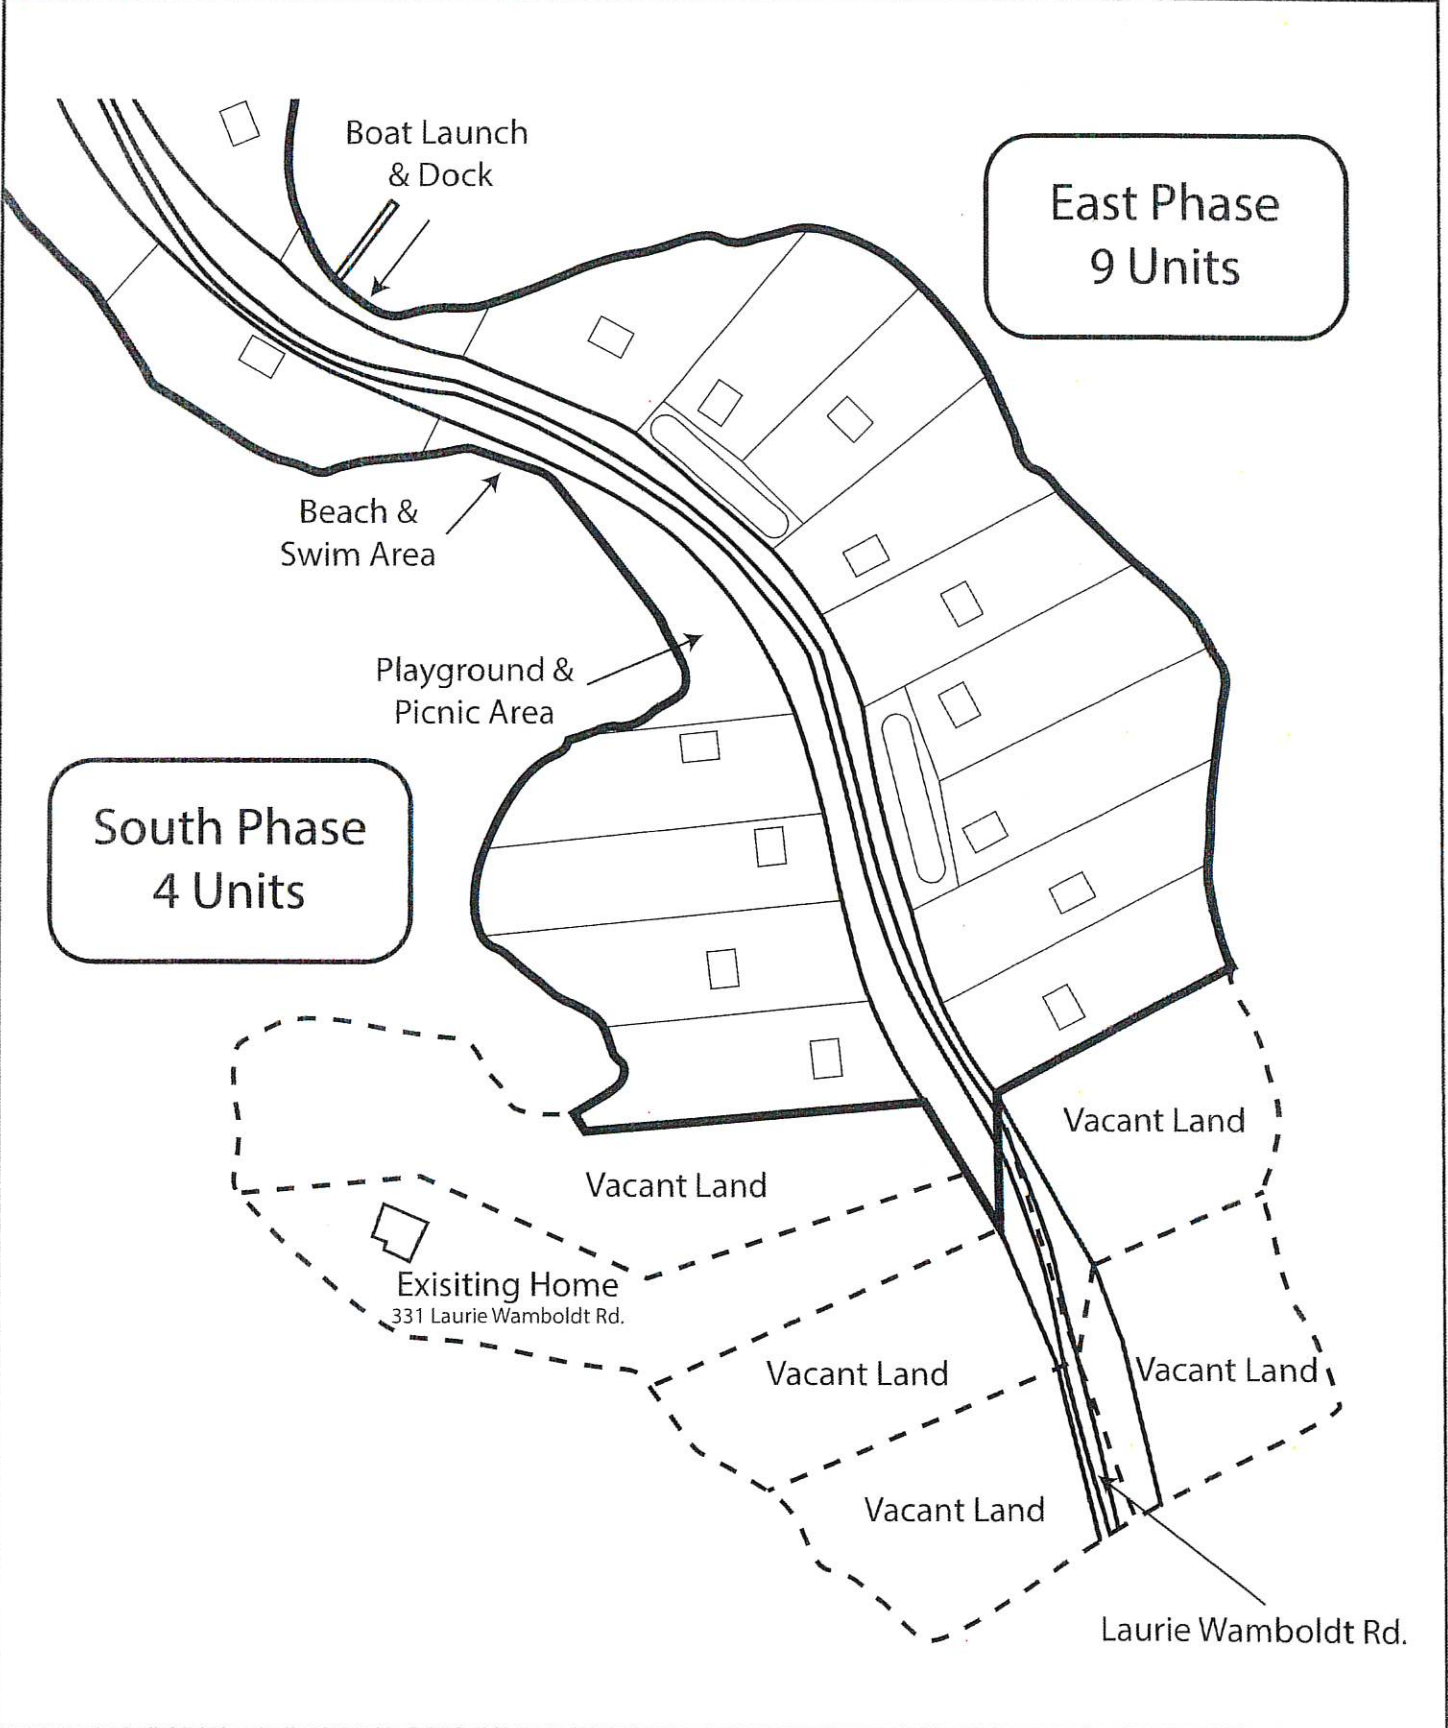 Boat Launch
& Dock
East Phase
9 Units
Beach &
Swim Area
Playground &
Picnic Area
South Phase
4 Units
Vacant Land
Vacant Land
Exisiting Home
331 Laurie Wamboldt Rd.
Vacant Land
Vacant Land
Vacant Land
Laurie Wamboldt Rd.